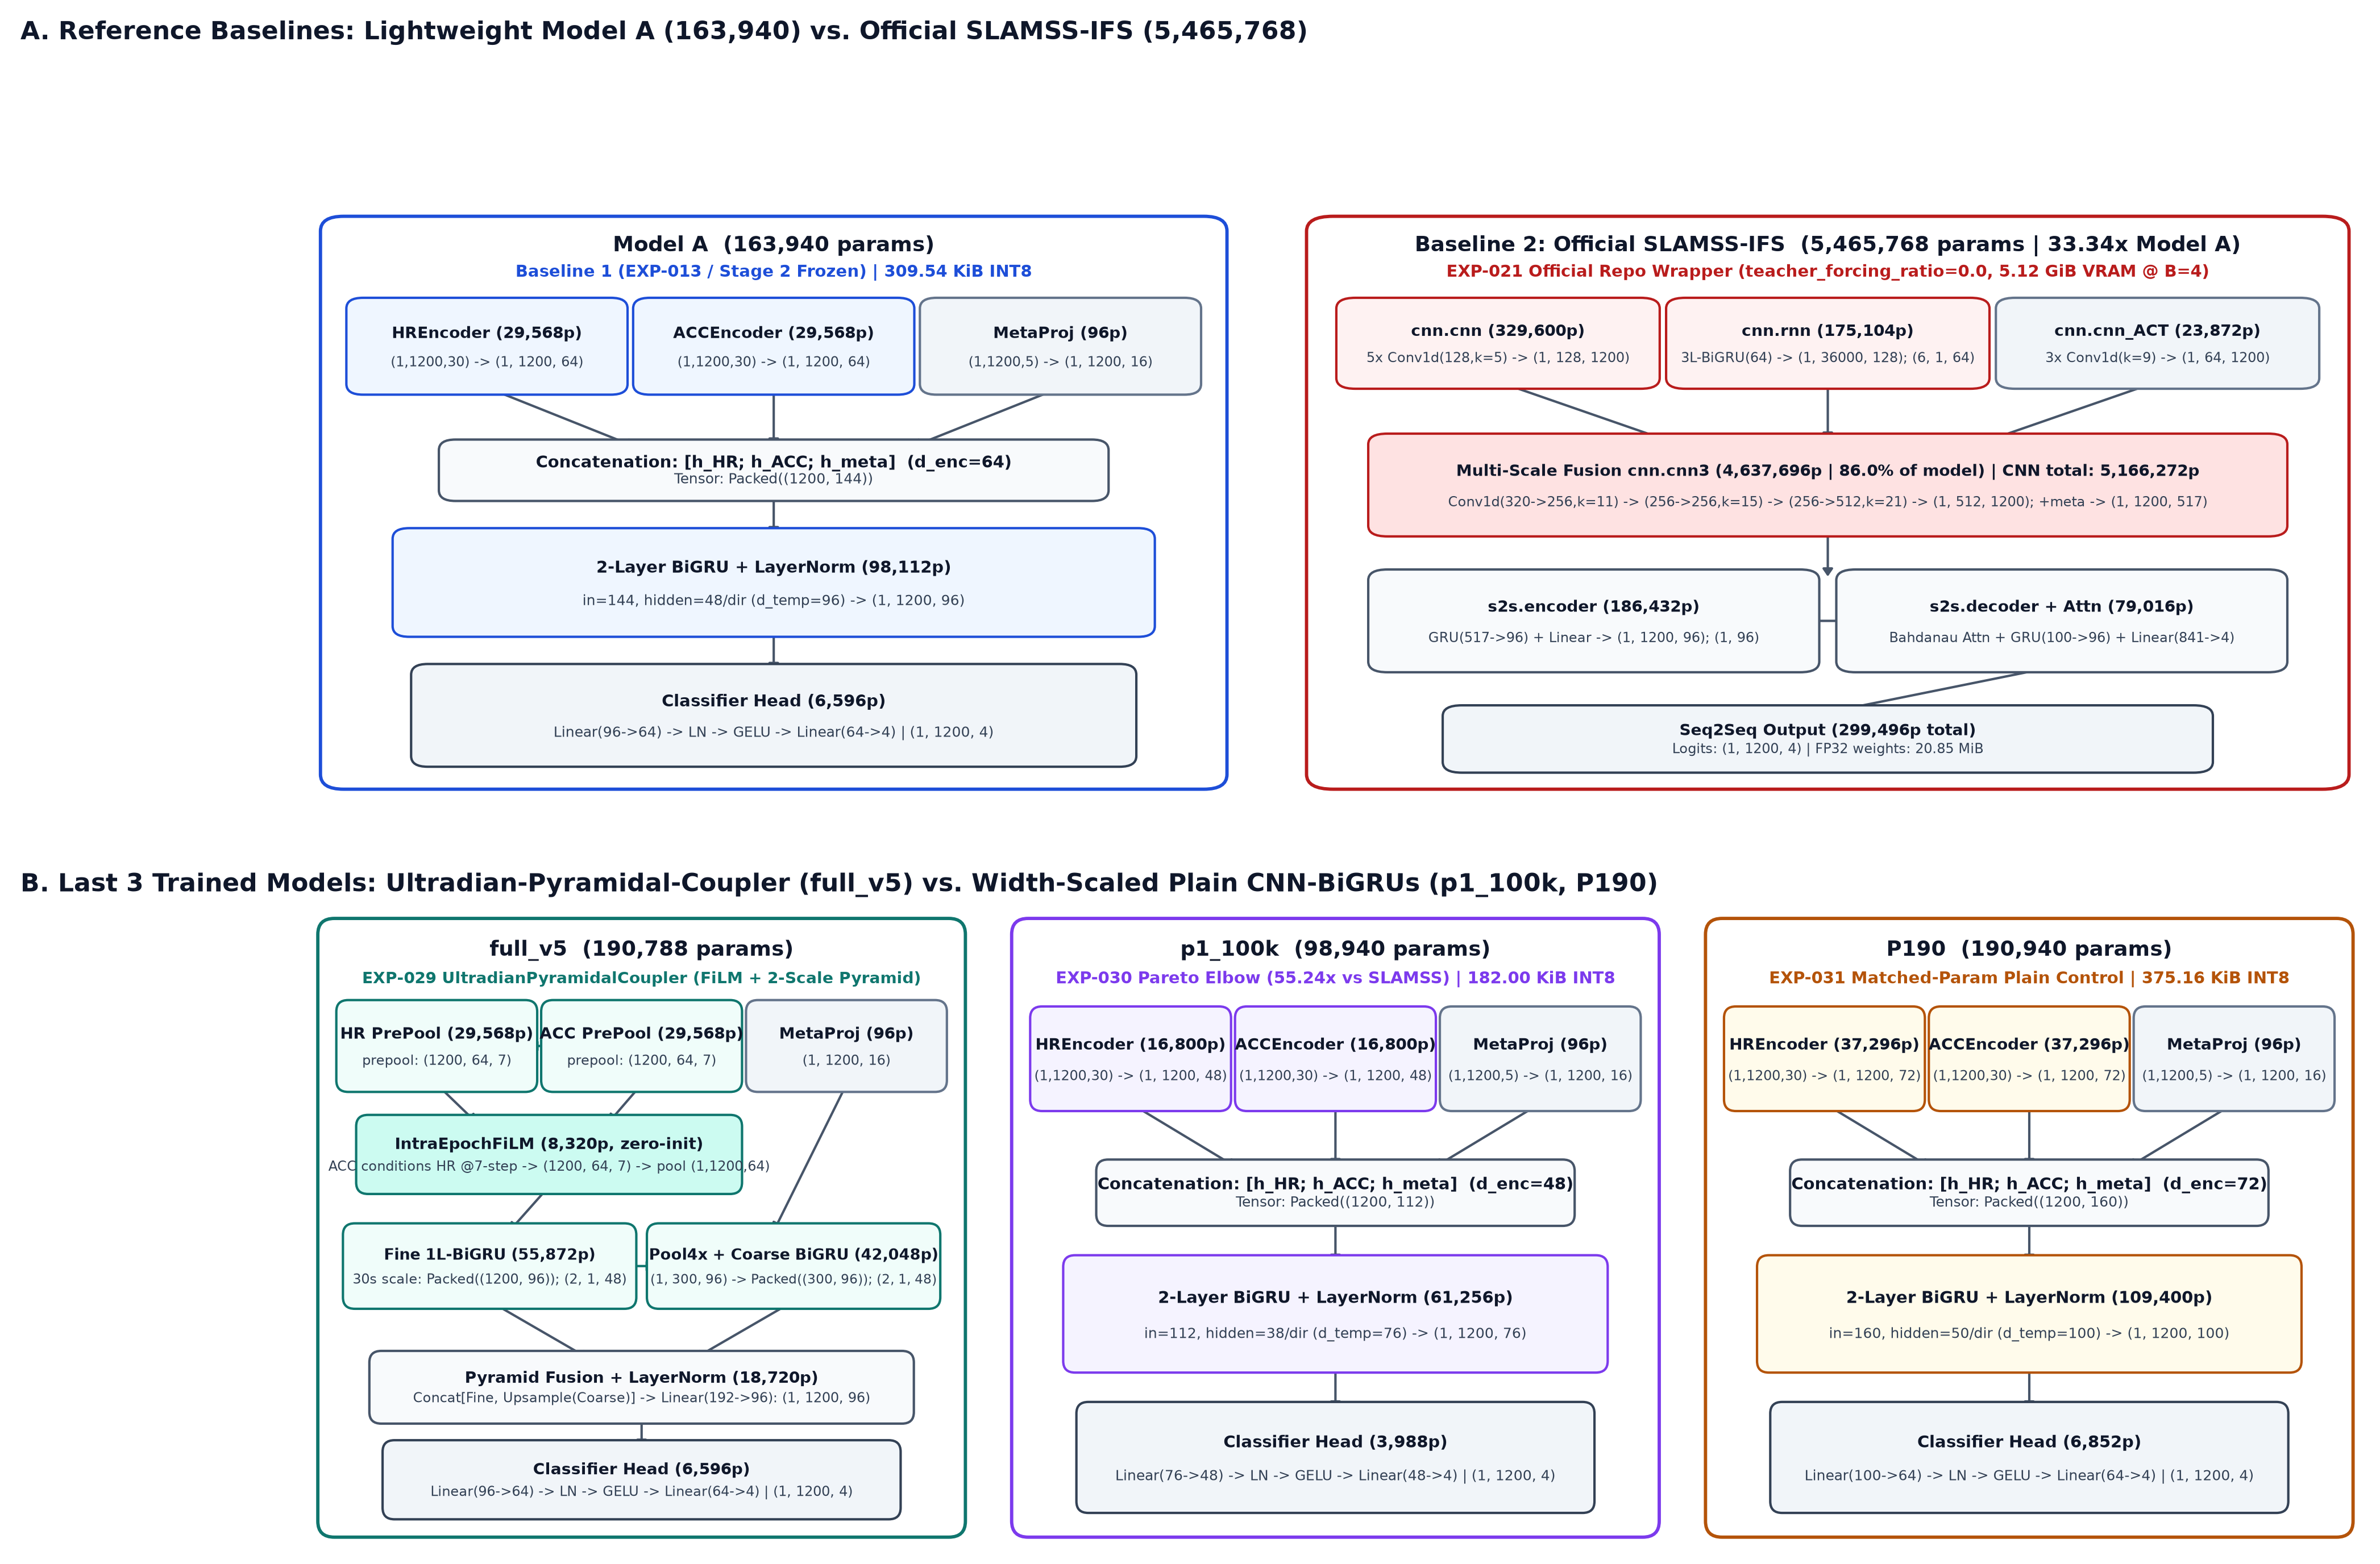 A. Reference Baselines: Lightweight Model A (163,940) vs. Official SLAMSS-IFS (5,465,768)
Model A  (163,940 params)
Baseline 1 (EXP-013 / Stage 2 Frozen) | 309.54 KiB INT8
HREncoder (29,568p)
(1,1200,30) -> (1, 1200, 64)
ACCEncoder (29,568p)
(1,1200,30) -> (1, 1200, 64)
MetaProj (96p)
(1,1200,5) -> (1, 1200, 16)
Concatenation: [h_HR; h_ACC; h_meta]  (d_enc=64)
Tensor: Packed((1200, 144))
2-Layer BiGRU + LayerNorm (98,112p)
in=144, hidden=48/dir (d_temp=96) -> (1, 1200, 96)
Classifier Head (6,596p)
Linear(96->64) -> LN -> GELU -> Linear(64->4) | (1, 1200, 4)
Baseline 2: Official SLAMSS-IFS  (5,465,768 params | 33.34x Model A)
EXP-021 Official Repo Wrapper (teacher_forcing_ratio=0.0, 5.12 GiB VRAM @ B=4)
cnn.cnn (329,600p)
5x Conv1d(128,k=5) -> (1, 128, 1200)
cnn.rnn (175,104p)
3L-BiGRU(64) -> (1, 36000, 128); (6, 1, 64)
cnn.cnn_ACT (23,872p)
3x Conv1d(k=9) -> (1, 64, 1200)
Multi-Scale Fusion cnn.cnn3 (4,637,696p | 86.0% of model) | CNN total: 5,166,272p
Conv1d(320->256,k=11) -> (256->256,k=15) -> (256->512,k=21) -> (1, 512, 1200); +meta -> (1, 1200, 517)
s2s.encoder (186,432p)
GRU(517->96) + Linear -> (1, 1200, 96); (1, 96)
s2s.decoder + Attn (79,016p)
Bahdanau Attn + GRU(100->96) + Linear(841->4)
Seq2Seq Output (299,496p total)
Logits: (1, 1200, 4) | FP32 weights: 20.85 MiB
B. Last 3 Trained Models: Ultradian-Pyramidal-Coupler (full_v5) vs. Width-Scaled Plain CNN-BiGRUs (p1_100k, P190)
full_v5  (190,788 params)
EXP-029 UltradianPyramidalCoupler (FiLM + 2-Scale Pyramid)
HR PrePool (29,568p)
prepool: (1200, 64, 7)
ACC PrePool (29,568p)
prepool: (1200, 64, 7)
MetaProj (96p)
(1, 1200, 16)
IntraEpochFiLM (8,320p, zero-init)
ACC conditions HR @7-step -> (1200, 64, 7) -> pool (1,1200,64)
Fine 1L-BiGRU (55,872p)
30s scale: Packed((1200, 96)); (2, 1, 48)
Pool4x + Coarse BiGRU (42,048p)
(1, 300, 96) -> Packed((300, 96)); (2, 1, 48)
Pyramid Fusion + LayerNorm (18,720p)
Concat[Fine, Upsample(Coarse)] -> Linear(192->96): (1, 1200, 96)
Classifier Head (6,596p)
Linear(96->64) -> LN -> GELU -> Linear(64->4) | (1, 1200, 4)
p1_100k  (98,940 params)
EXP-030 Pareto Elbow (55.24x vs SLAMSS) | 182.00 KiB INT8
HREncoder (16,800p)
(1,1200,30) -> (1, 1200, 48)
ACCEncoder (16,800p)
(1,1200,30) -> (1, 1200, 48)
MetaProj (96p)
(1,1200,5) -> (1, 1200, 16)
Concatenation: [h_HR; h_ACC; h_meta]  (d_enc=48)
Tensor: Packed((1200, 112))
2-Layer BiGRU + LayerNorm (61,256p)
in=112, hidden=38/dir (d_temp=76) -> (1, 1200, 76)
Classifier Head (3,988p)
Linear(76->48) -> LN -> GELU -> Linear(48->4) | (1, 1200, 4)
P190  (190,940 params)
EXP-031 Matched-Param Plain Control | 375.16 KiB INT8
HREncoder (37,296p)
(1,1200,30) -> (1, 1200, 72)
ACCEncoder (37,296p)
(1,1200,30) -> (1, 1200, 72)
MetaProj (96p)
(1,1200,5) -> (1, 1200, 16)
Concatenation: [h_HR; h_ACC; h_meta]  (d_enc=72)
Tensor: Packed((1200, 160))
2-Layer BiGRU + LayerNorm (109,400p)
in=160, hidden=50/dir (d_temp=100) -> (1, 1200, 100)
Classifier Head (6,852p)
Linear(100->64) -> LN -> GELU -> Linear(64->4) | (1, 1200, 4)